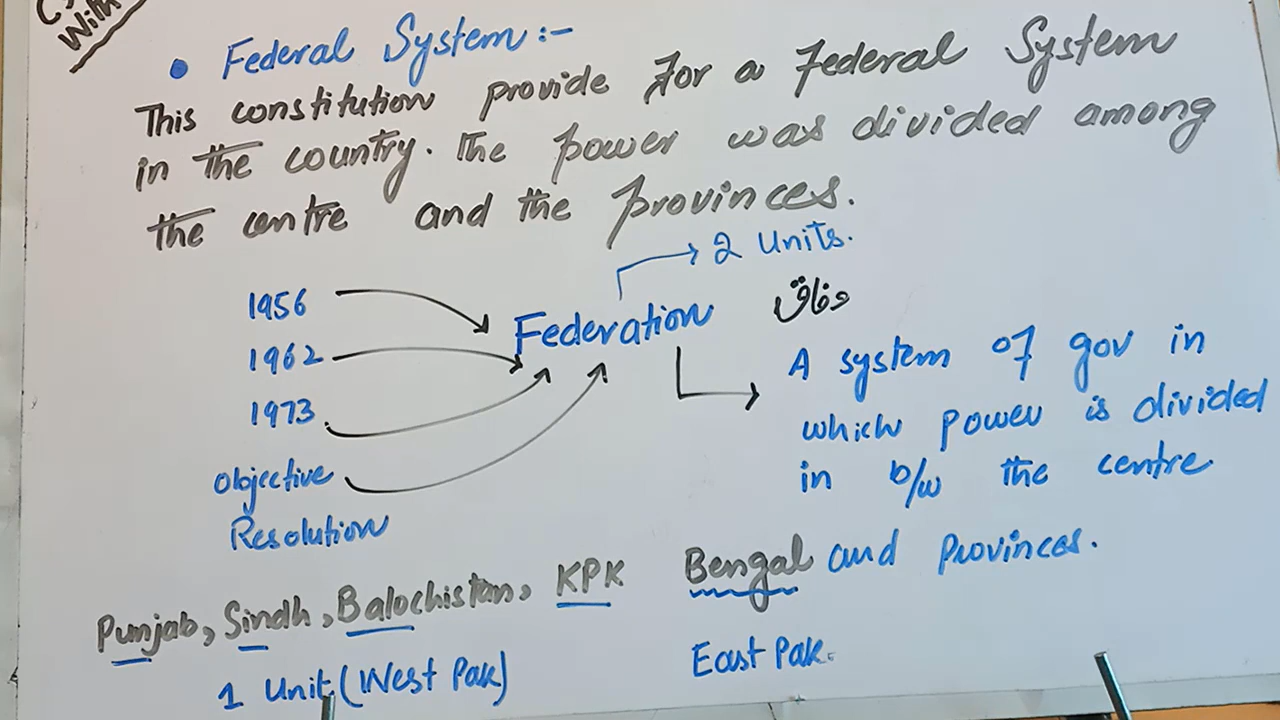 With
• Federal System:-
This constitution provide for a Federal System
in the country. The power was divided among
the centre and the provinces.
2 Units.
1956
Federation
وفاق
1962
1973
Objective
Resolution
A system of gov in
which power is divided
in b/w the centre
and Provinces.
Punjab, Sindh, Balochistan, KPK Bengal
1 Unit (West Pak) East Pak.